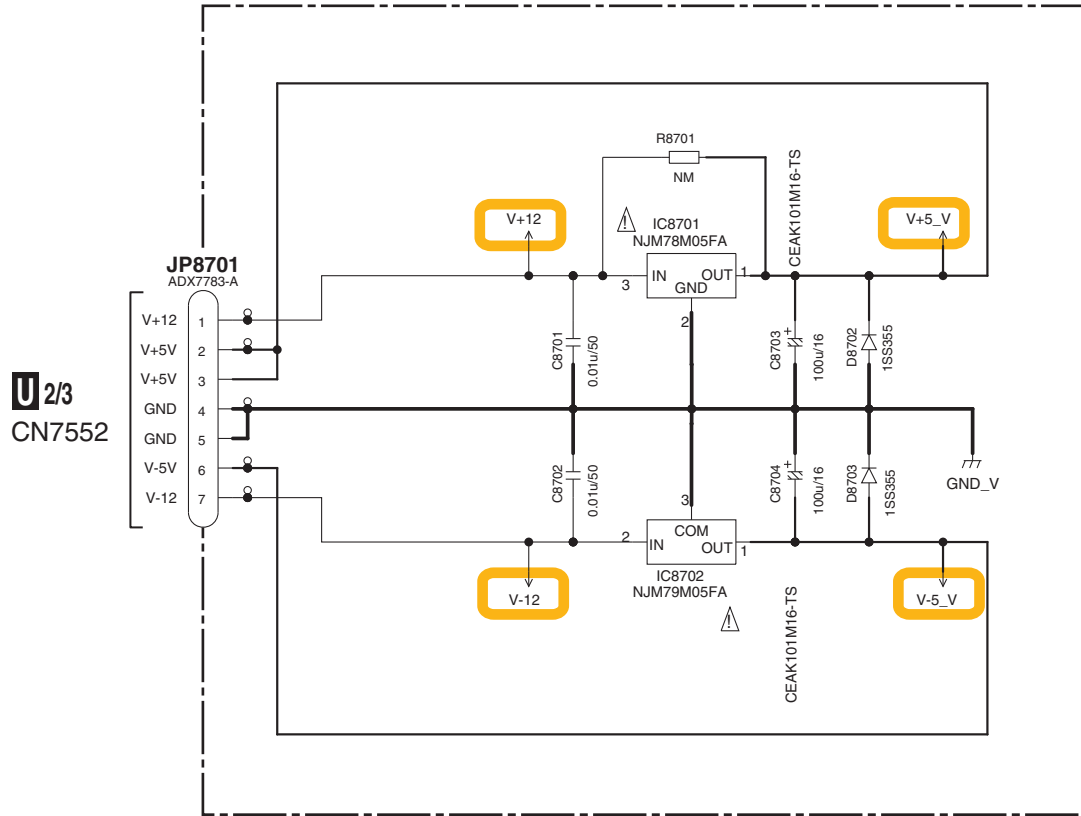 R8701
NM
CEAK101M16-TS
V+12
IC8701
NJM78M05FA
V+5_V
JP8701
ADX7783-A
IN
OUT
GND
3
1
2
V+12
1
V+5V
2
V+5V
3
GND
4
GND
5
V-5V
6
V-12
7
U 2/3
CN7552
C8701
0.01u/50
C8703
+
100u/16
D8702
1SS355
C8702
0.01u/50
C8704
+
100u/16
D8703
1SS355
GND_V
3
COM
2
IN
OUT
1
IC8702
NJM79M05FA
V-12
V-5_V
!
!
CEAK101M16-TS